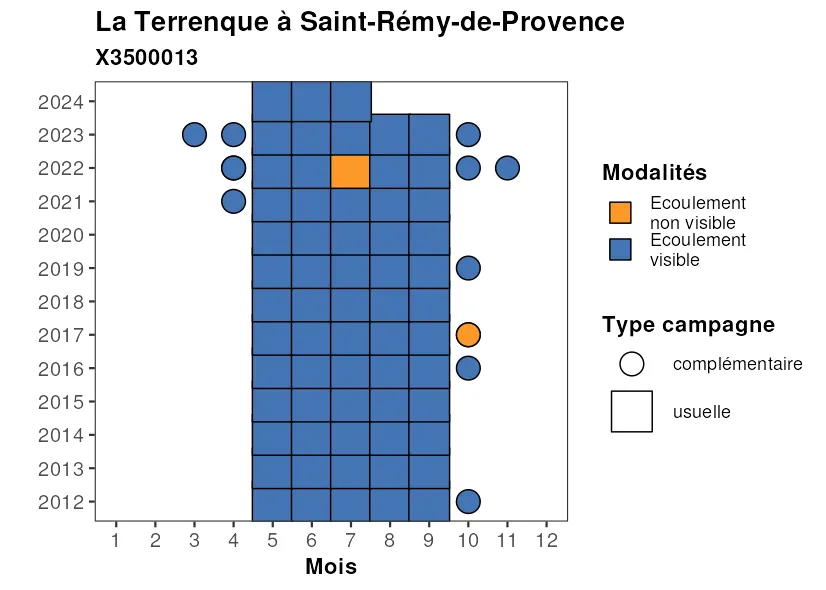 La Terrenque à Saint-Rémy-de-Provence
X3500013
2024
2023
2022
2021
2020
2019
2018
2017
2016
2015
2014
2013
2012
1 2 3 4 5 6 7 8 9 10 11 12
Mois
Modalités
Ecoulement
non visible
Ecoulement
visible
Type campagne
complémentaire
usuelle